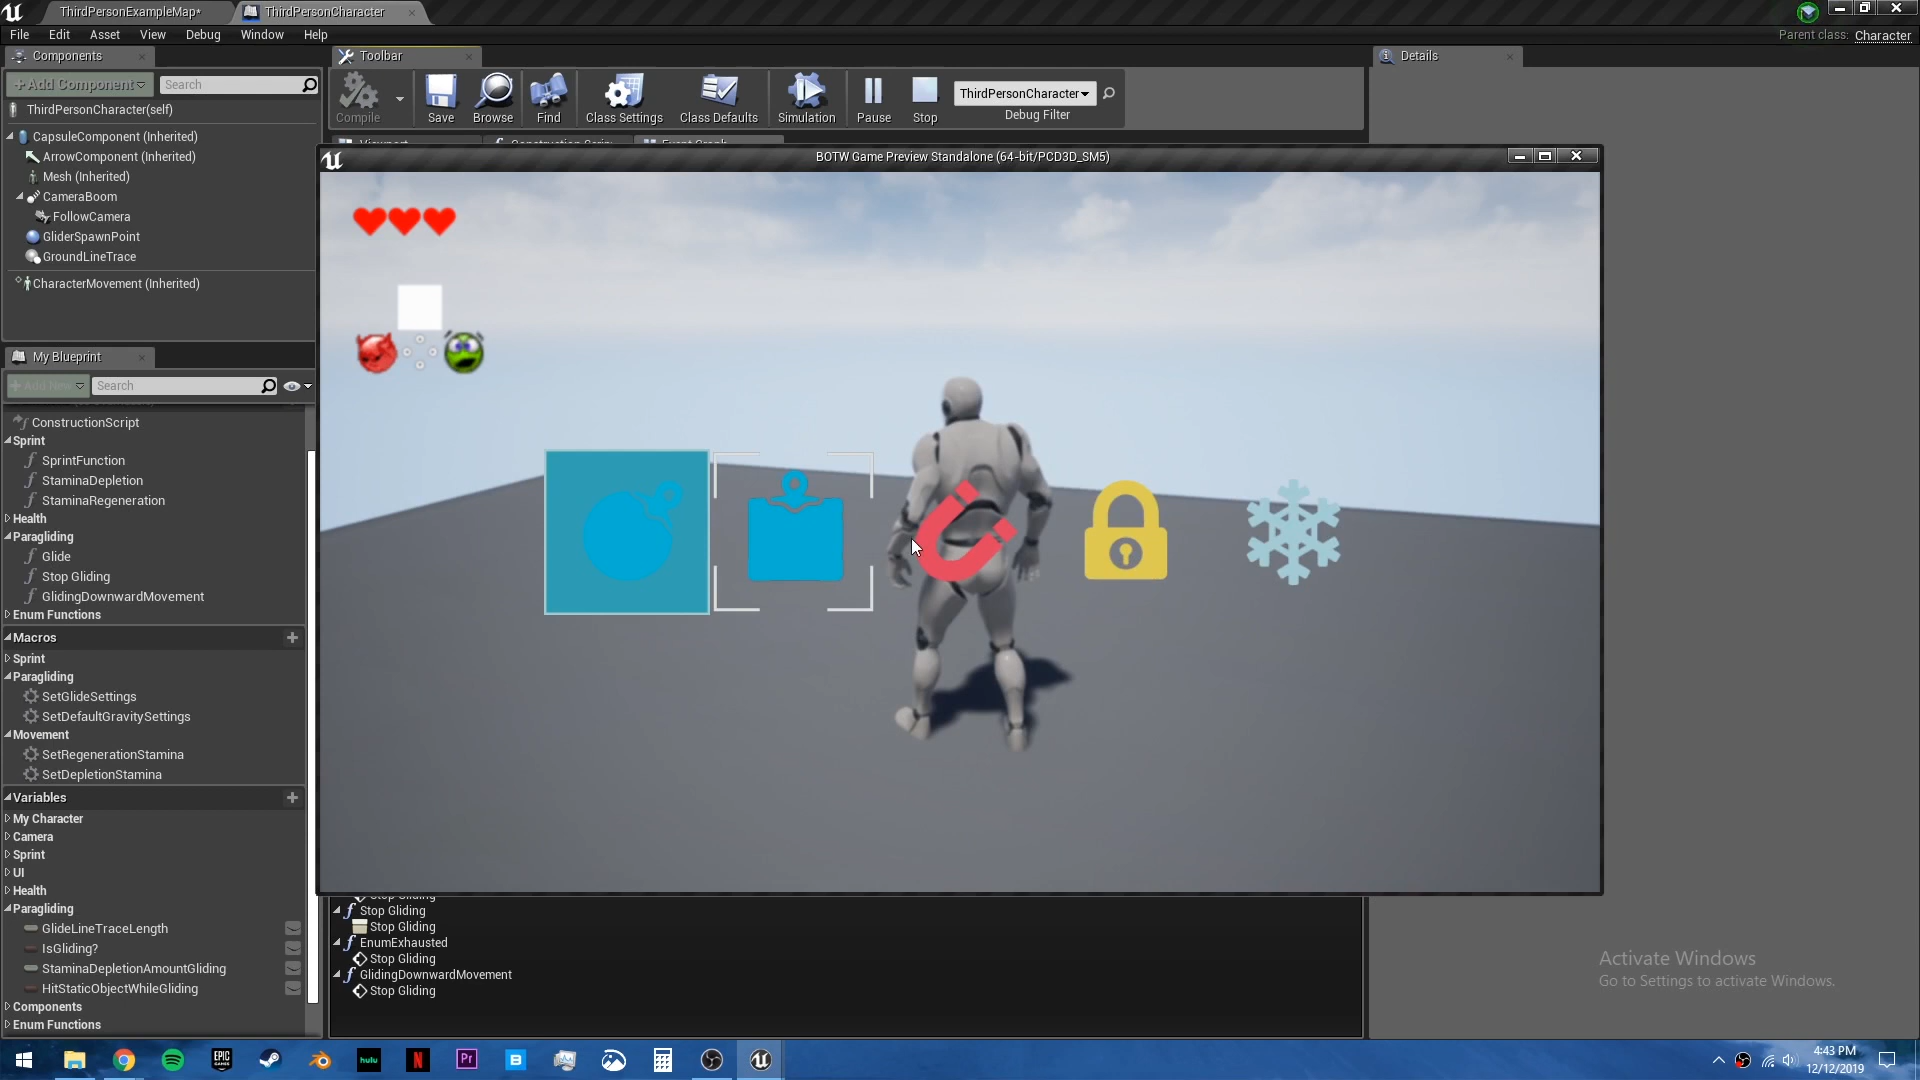 ThirdPersonExampleMap*
ThirdPersonCharacter
File Edit Asset View Debug Window Help
Parent class: Character
Components
Toolbar
Details
+Add Component
Search
ThirdPersonCharacter(self)
CapsuleComponent (Inherited)
ArrowComponent (Inherited)
Mesh (Inherited)
CameraBoom
FollowCamera
GliderSpawnPoint
GroundLineTrace
CharacterMovement (Inherited)
Compile
Save
Browse
Find
Class Settings
Class Defaults
Simulation
Pause
Stop
ThirdPersonCharacter
Debug Filter
BOTW Game Preview Standalone (64-bit/PCD3D_SM5)
My Blueprint
+Add New
Search
ConstructionScript
Sprint
SprintFunction
StaminaDepletion
StaminaRegeneration
Health
Paragliding
Glide
Stop Gliding
GlidingDownwardMovement
Enum Functions
Macros
Sprint
Paragliding
SetGlideSettings
SetDefaultGravitySettings
Movement
SetRegenerationStamina
SetDepletionStamina
Variables
My Character
Camera
Sprint
UI
Health
Paragliding
GlideLineTraceLength
IsGliding?
StaminaDepletionAmountGliding
HitStaticObjectWhileGliding
Components
Enum Functions
Stop Gliding
Stop Gliding
Stop Gliding
EnumExhausted
Stop Gliding
GlidingDownwardMovement
Stop Gliding
Activate Windows
Go to Settings to activate Windows.
EPIC GAMES
hulu
N
Pr
B
4:43 PM
12/12/2019